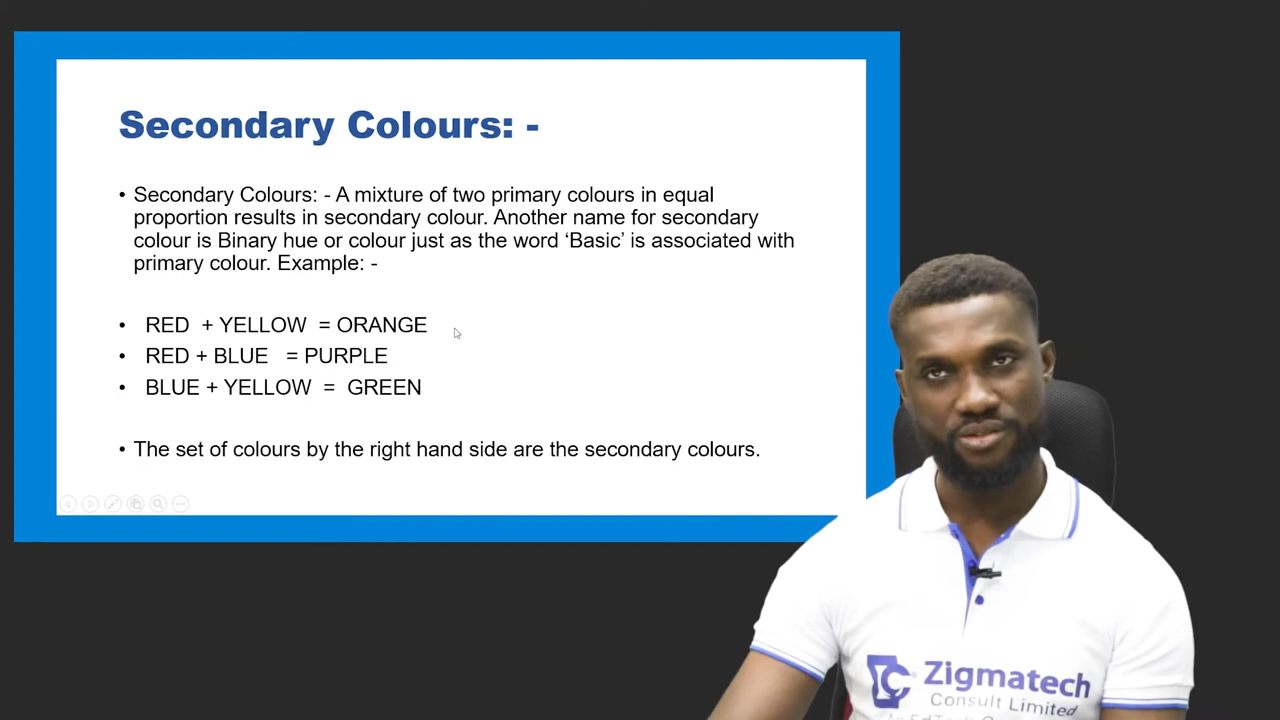 Secondary Colours: -
• Secondary Colours: - A mixture of two primary colours in equal
proportion results in secondary colour. Another name for secondary
colour is Binary hue or colour just as the word ‘Basic’ is associated with
primary colour. Example: -
• RED + YELLOW = ORANGE
• RED + BLUE = PURPLE
• BLUE + YELLOW = GREEN
• The set of colours by the right hand side are the secondary colours.
Zigmatech
Consult Limited
An EdTech